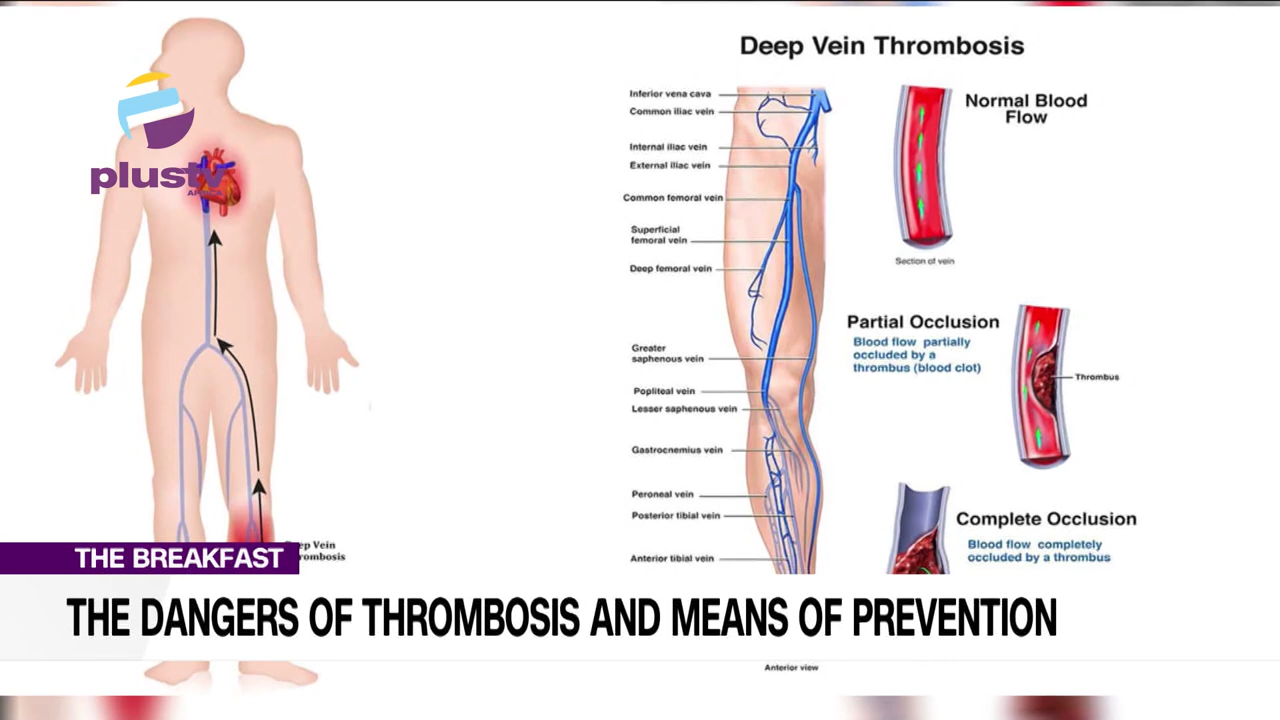 plustv
AFRICA
Deep Vein Thrombosis
Inferior vena cava
Common iliac vein
Internal iliac vein
External iliac vein
Common femoral vein
Superficial
femoral vein
Deep femoral vein
Greater
saphenous vein
Popliteal vein
Lesser saphenous vein
Gastrocnemius vein
Peroneal vein
Posterior tibial vein
Anterior tibial vein
Normal Blood
Flow
Section of vein
Partial Occlusion
Blood flow partially
occluded by a
thrombus (blood clot)
Thrombus
Complete Occlusion
Blood flow completely
occluded by a thrombus
ep Vein
rombosis
THE BREAKFAST
THE DANGERS OF THROMBOSIS AND MEANS OF PREVENTION
Anterior view